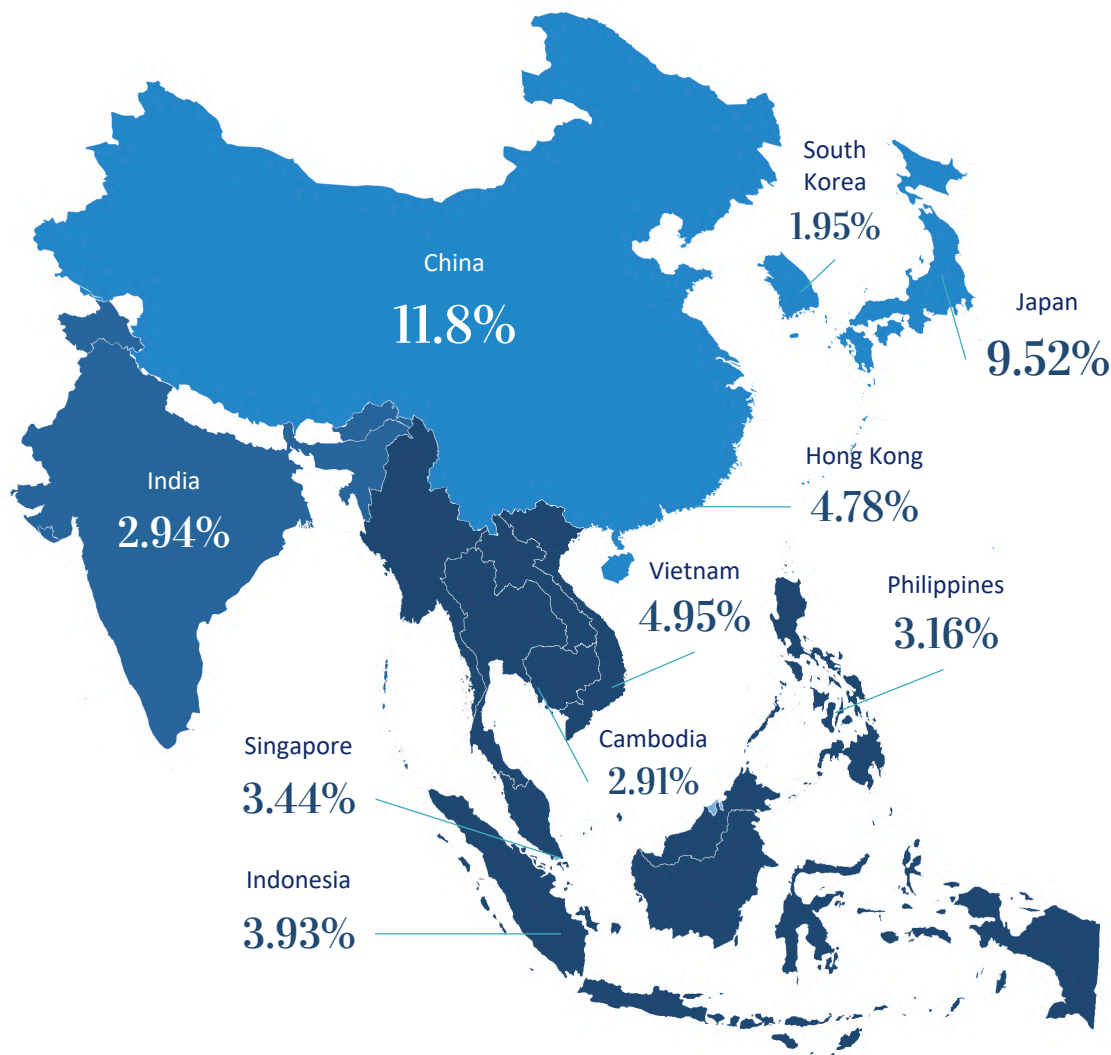 South
Korea
1.95%
China
11.8%
Japan
9.52%
Hong Kong
4.78%
India
2.94%
Vietnam
4.95%
Philippines
3.16%
Singapore
3.44%
Cambodia
2.91%
Indonesia
3.93%